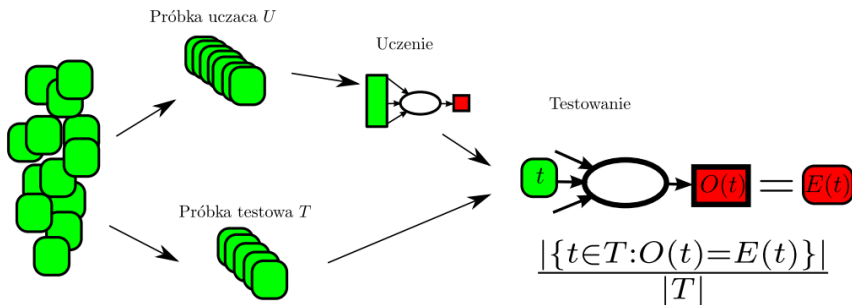 Próbka uczaca U
Uczenie
Testowanie
t
O(t)
=
E(t)
Próbka testowa T
|{t∈T:O(t)=E(t)}|
|T|